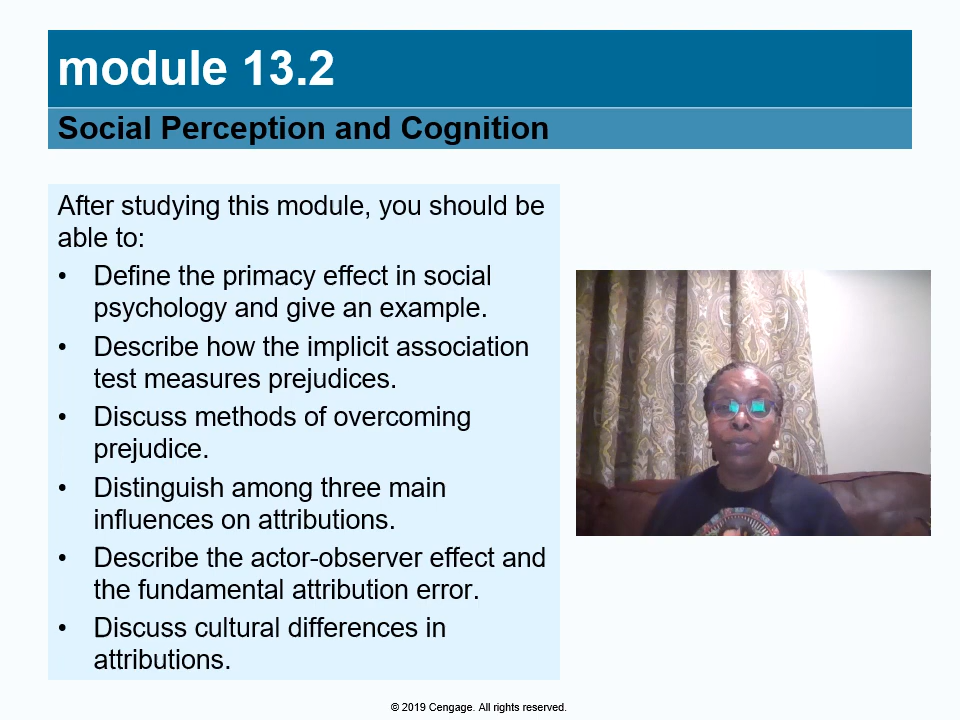 module 13.2
Social Perception and Cognition
After studying this module, you should be
able to:
• Define the primacy effect in social
psychology and give an example.
• Describe how the implicit association
test measures prejudices.
• Discuss methods of overcoming
prejudice.
• Distinguish among three main
influences on attributions.
• Describe the actor-observer effect and
the fundamental attribution error.
• Discuss cultural differences in
attributions.
© 2019 Cengage. All rights reserved.